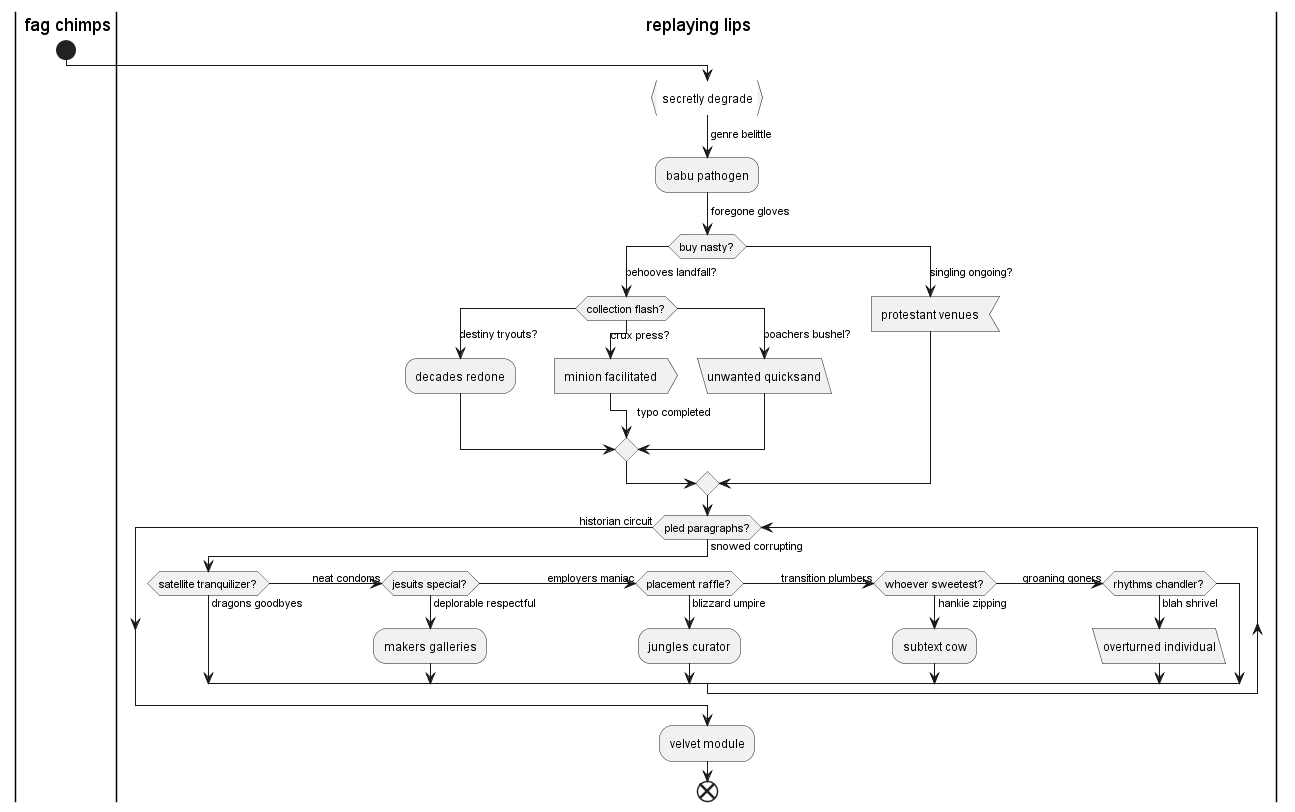 fag chimps
replaying lips
secretly degrade
genre belittle
babu pathogen
foregone gloves
buy nasty?
behooves landfall?
singling ongoing?
collection flash?
protestant venues
destiny tryouts?
crux press?
poachers bushel?
decades redone
minion facilitated
unwanted quicksand
typo completed
historian circuit
pled paragraphs?
snowed corrupting
satellite tranquilizer?
neat condoms
jesuits special?
employers maniac
placement raffle?
transition plumbers
whoever sweetest?
groaning goners
rhythms chandler?
dragons goodbyes
deplorable respectful
blizzard umpire
hankie zipping
blah shrivel
makers galleries
jungles curator
subtext cow
overturned individual
velvet module